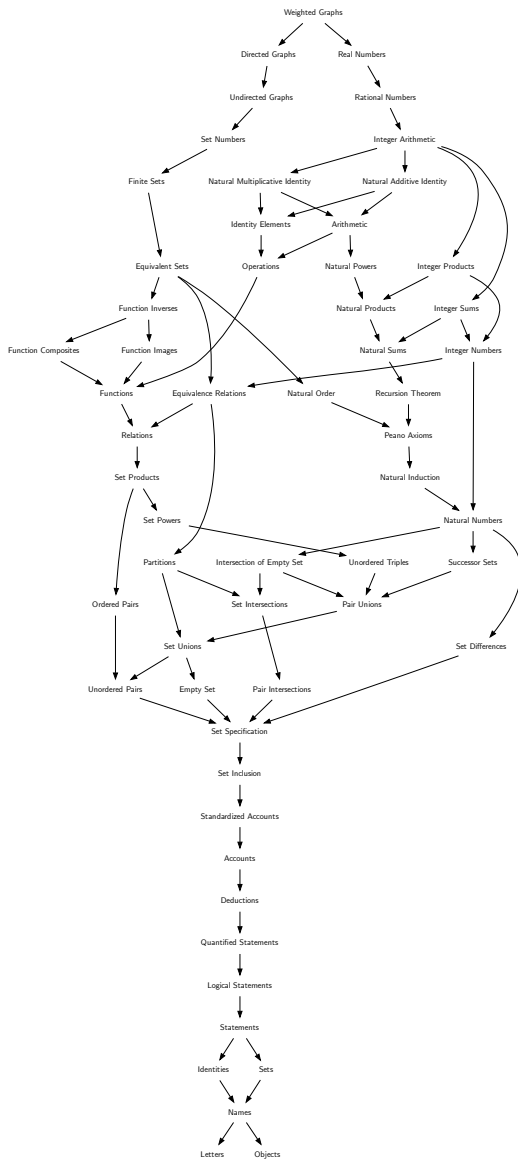 Weighted Graphs
Directed Graphs
Real Numbers
Undirected Graphs
Rational Numbers
Set Numbers
Integer Arithmetic
Finite Sets
Natural Multiplicative Identity
Natural Additive Identity
Identity Elements
Arithmetic
Equivalent Sets
Operations
Natural Powers
Integer Products
Function Inverses
Natural Products
Integer Sums
Function Composites
Function Images
Natural Sums
Integer Numbers
Functions
Equivalence Relations
Natural Order
Recursion Theorem
Relations
Peano Axioms
Set Products
Natural Induction
Set Powers
Natural Numbers
Partitions
Intersection of Empty Set
Unordered Triples
Successor Sets
Ordered Pairs
Set Intersections
Pair Unions
Set Unions
Set Differences
Unordered Pairs
Empty Set
Pair Intersections
Set Specification
Set Inclusion
Standardized Accounts
Accounts
Deductions
Quantified Statements
Logical Statements
Statements
Identities
Sets
Names
Letters
Objects